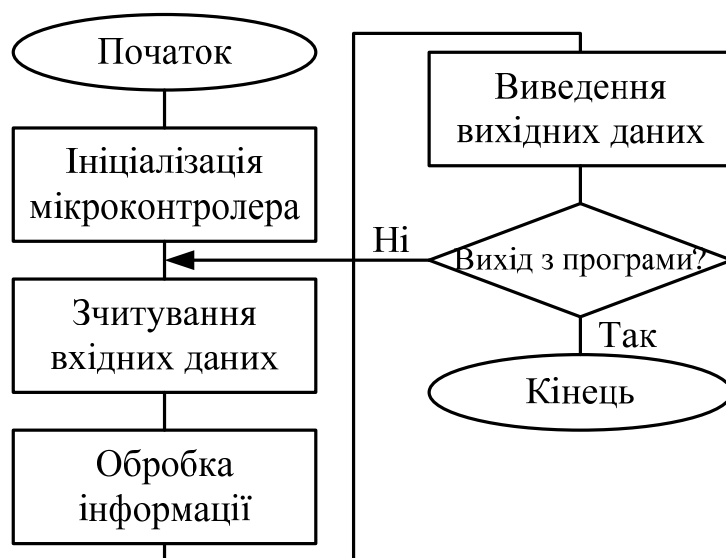 Початок
Ініціалізація
мікроконтролера
Зчитування
вхідних даних
Обробка
інформації
Виведення
вихідних даних
Вихід з програми?
Ні
Так
Кінець